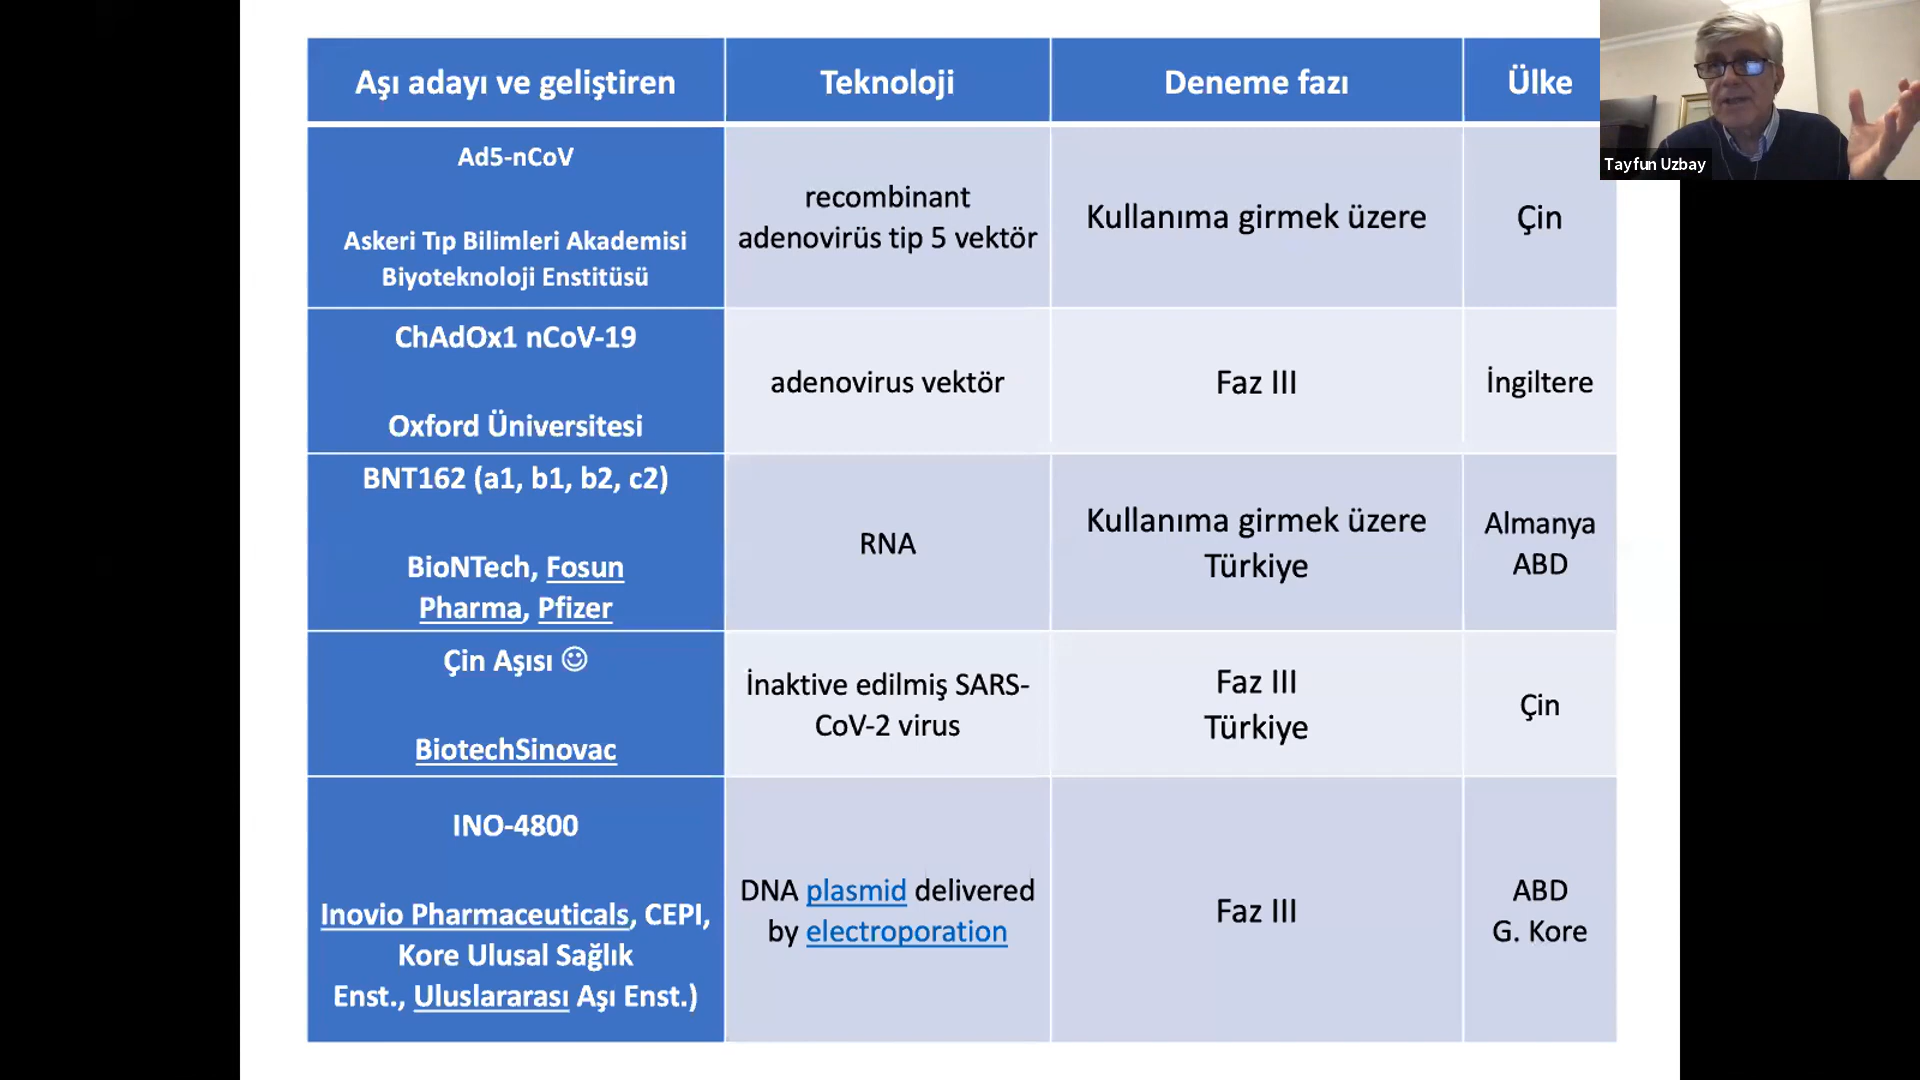 Aşı adayı ve geliştiren
Teknoloji
Deneme fazı
Ülke
Ad5-nCoV
Askeri Tıp Bilimleri Akademisi
Biyoteknoloji Enstitüsü
recombinant
adenovirüs tip 5 vektör
Kullanıma girmek üzere
Çin
ChAdOx1 nCoV-19
Oxford Üniversitesi
adenovirus vektör
Faz III
İngiltere
BNT162 (a1, b1, b2, c2)
BioNTech, Fosun
Pharma, Pfizer
RNA
Kullanıma girmek üzere
Türkiye
Almanya
ABD
Çin Aşısı ☺
BiotechSinovac
İnaktive edilmiş SARS-
CoV-2 virus
Faz III
Türkiye
Çin
INO-4800
Inovio Pharmaceuticals, CEPI,
Kore Ulusal Sağlık
Enst., Uluslararası Aşı Enst.)
DNA plasmid delivered
by electroporation
Faz III
ABD
G. Kore
Tayfun Uzbay